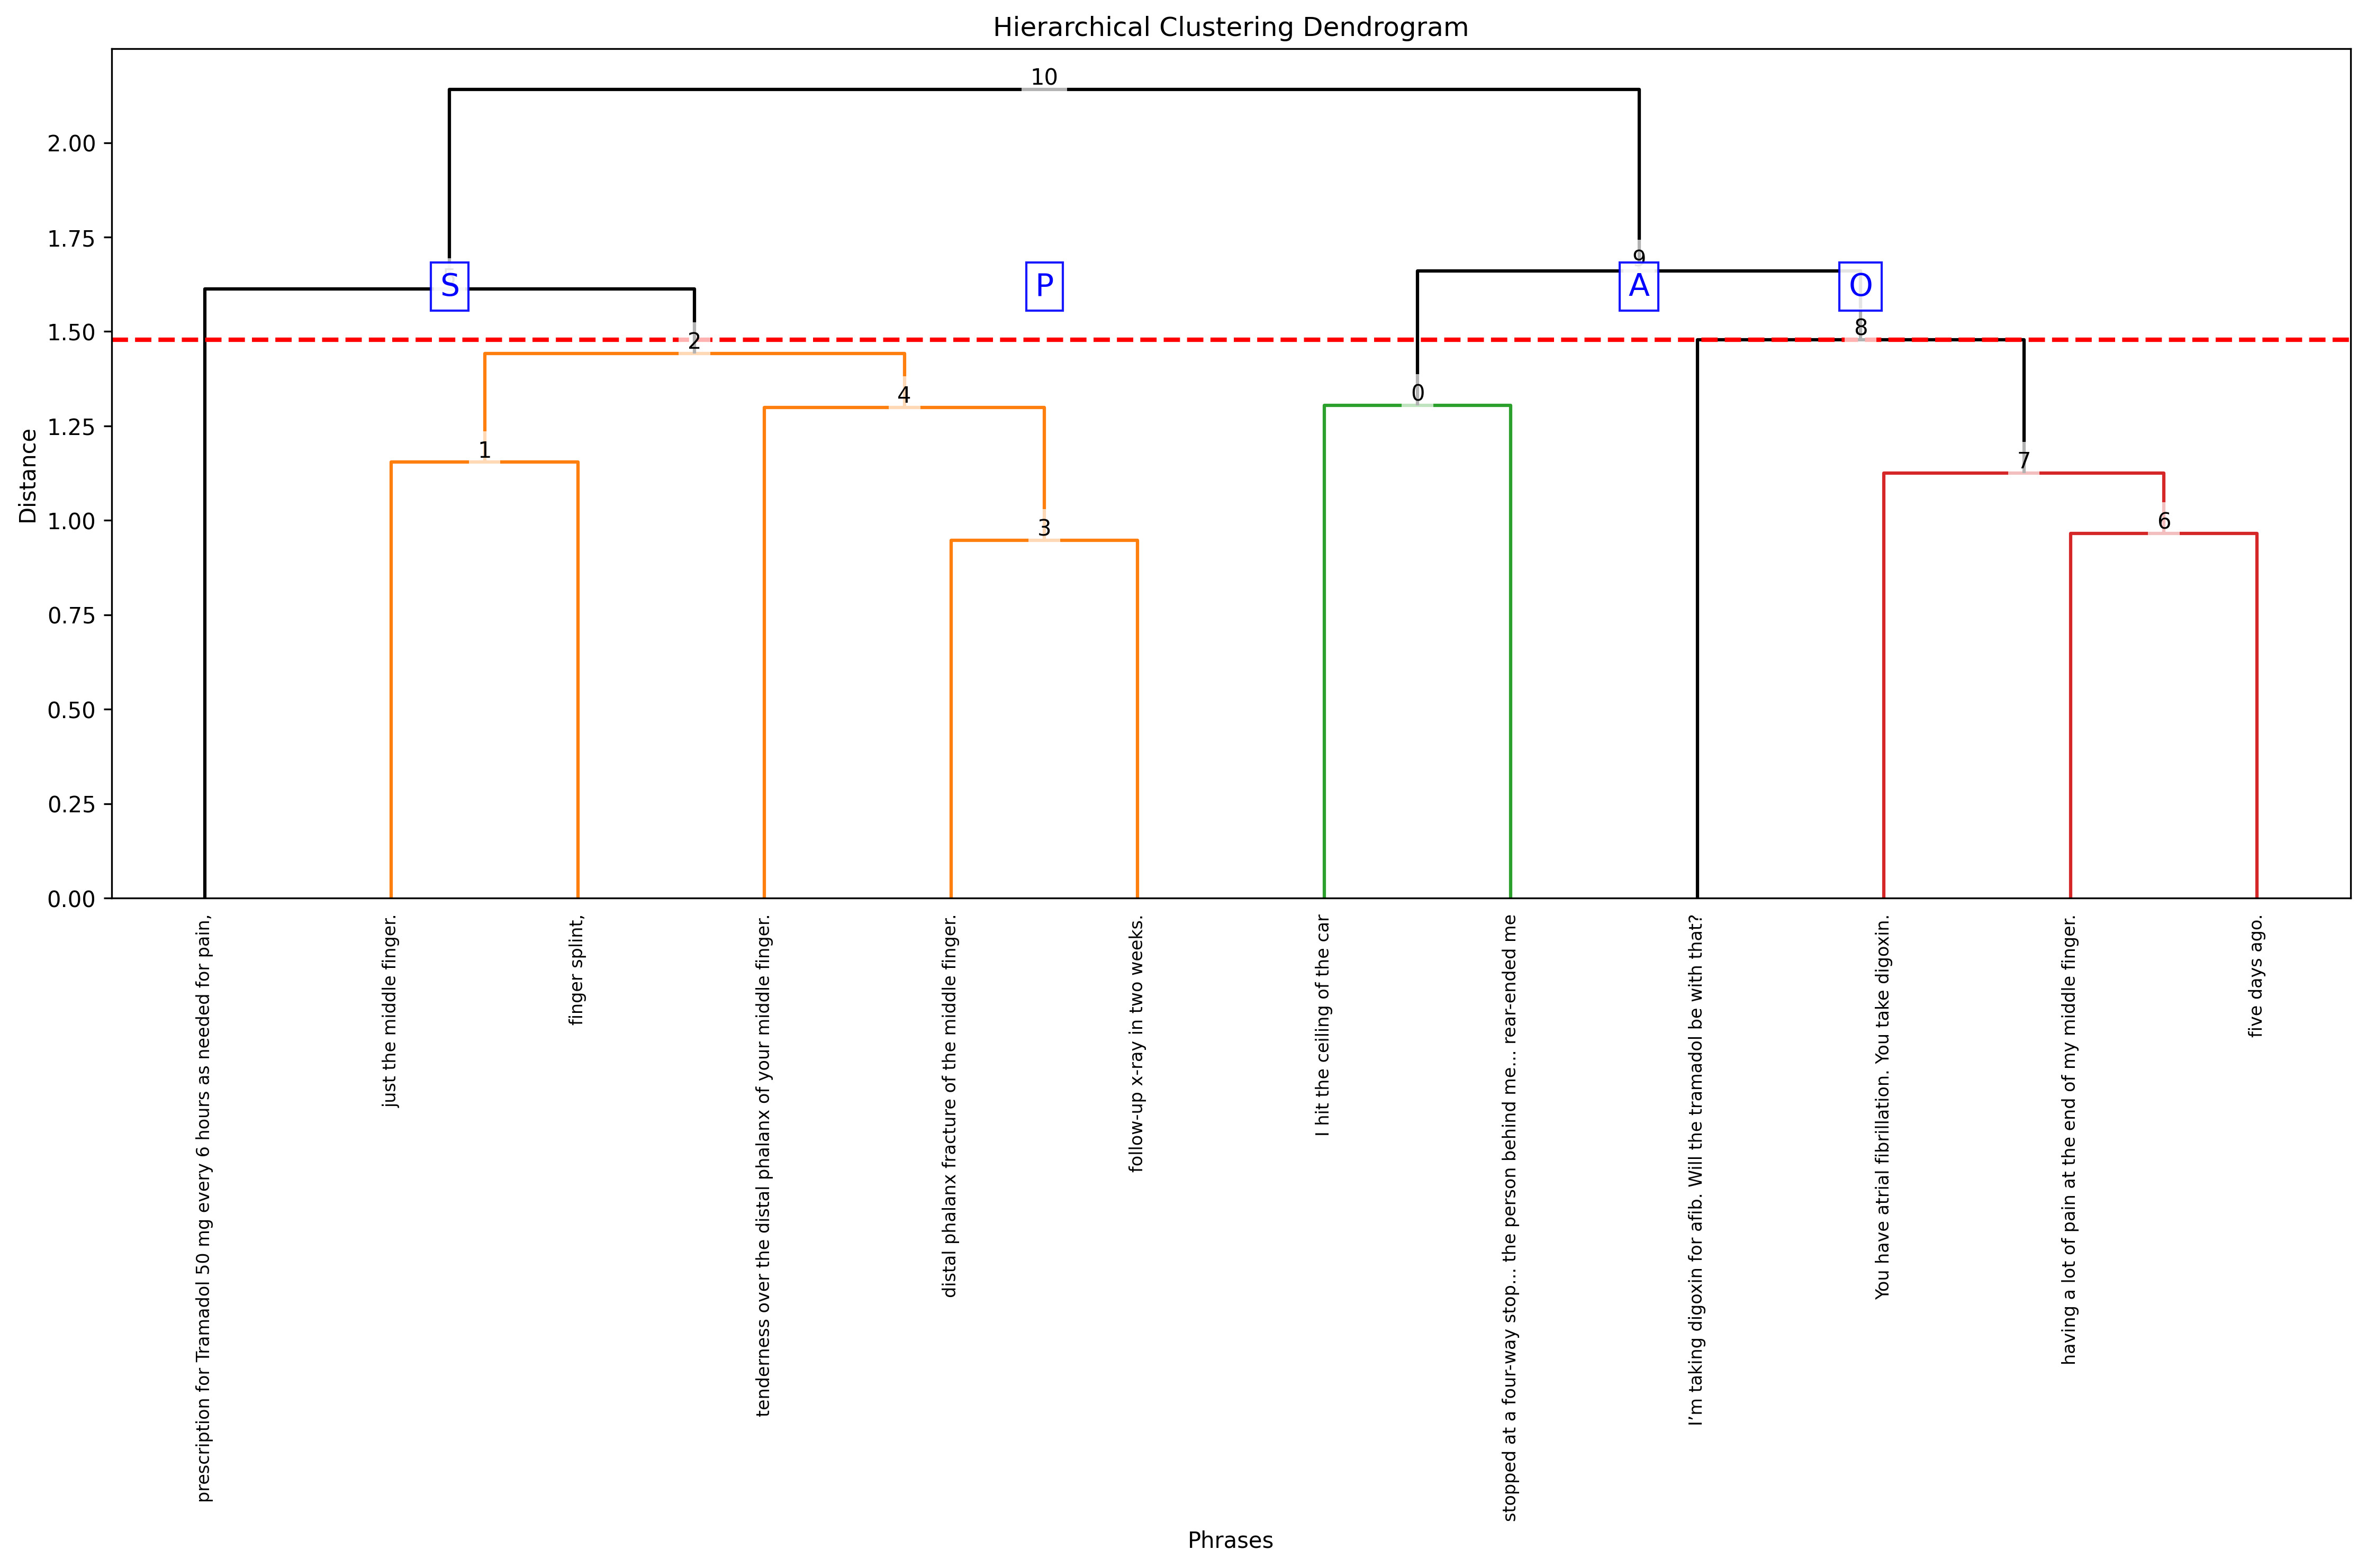 Hierarchical Clustering Dendrogram
10
2.00
1.75
9
S
P
A
O
1.50
8
2
4
0
1.25
1
7
1.00
6
3
0.75
0.50
0.25
0.00
Distance
prescription for Tramadol 50 mg every 6 hours as needed for pain,
just the middle finger.
finger splint,
tenderness over the distal phalanx of your middle finger.
distal phalanx fracture of the middle finger.
follow-up x-ray in two weeks.
I hit the ceiling of the car
stopped at a four-way stop... the person behind me... rear-ended me
I’m taking digoxin for afib. Will the tramadol be with that?
You have atrial fibrillation. You take digoxin.
having a lot of pain at the end of my middle finger.
five days ago.
Phrases